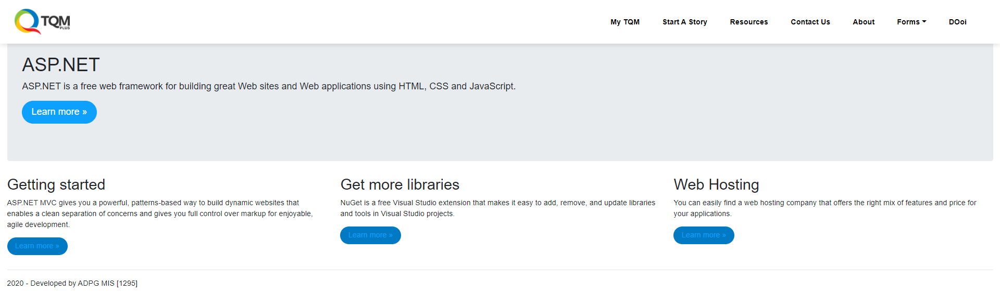 TQM
PLUS
My TQM Start A Story Resources Contact Us About Forms DOoi
ASP.NET
ASP.NET is a free web framework for building great Web sites and Web applications using HTML, CSS and JavaScript.
Learn more »
Getting started
ASP.NET MVC gives you a powerful, patterns-based way to build dynamic websites that
enables a clean separation of concerns and gives you full control over markup for enjoyable,
agile development.
Learn more »
Get more libraries
NuGet is a free Visual Studio extension that makes it easy to add, remove, and update libraries
and tools in Visual Studio projects.
Learn more »
Web Hosting
You can easily find a web hosting company that offers the right mix of features and price for
your applications.
Learn more »
2020 - Developed by ADPG MIS [1295]